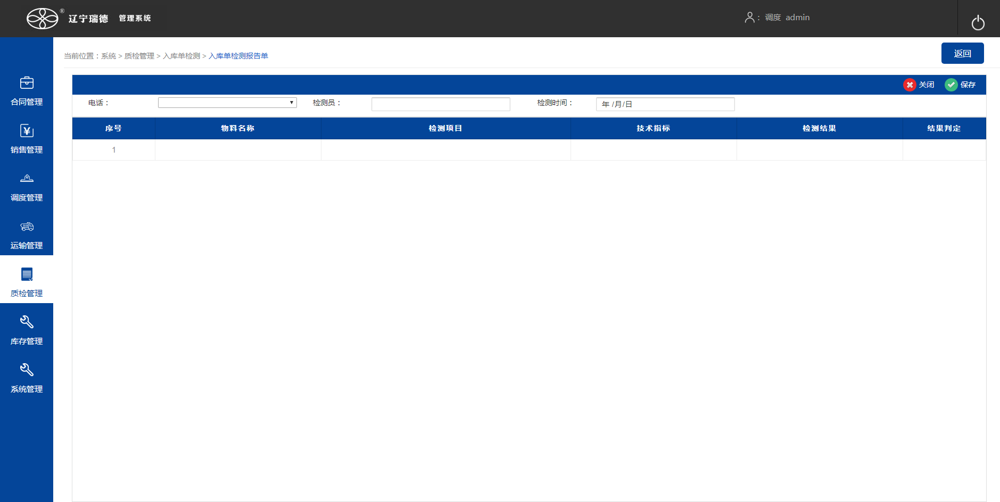 ® 辽宁瑞德 管理系统
: 调度 admin
当前位置：系统 > 质检管理 > 入库单检测 > 入库单检测报告单
返回
合同管理
销售管理
调度管理
运输管理
质检管理
库存管理
系统管理
关闭 保存
电话： 检测员： 检测时间： 年 /月/日
序号 物料名称 检测项目 技术指标 检测结果 结果判定
1